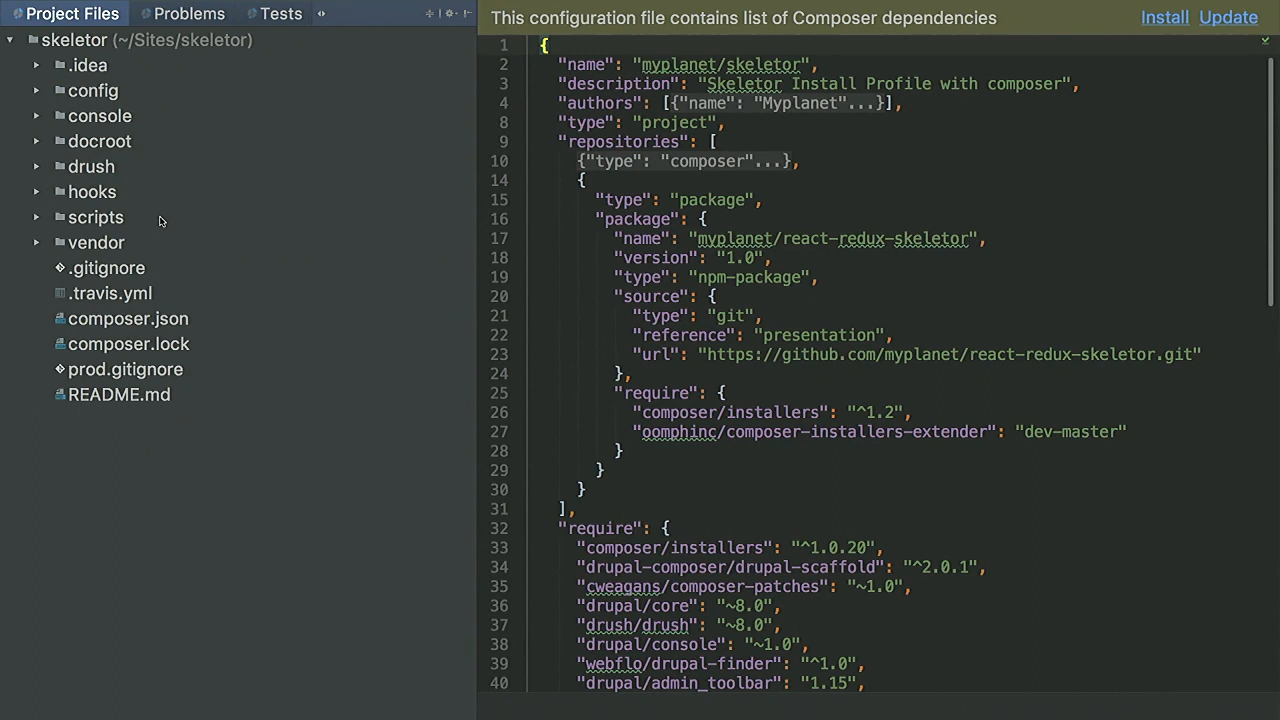 Project Files
Problems
Tests
skeletor (~/Sites/skeletor)
.idea
config
console
docroot
drush
hooks
scripts
vendor
.gitignore
.travis.yml
composer.json
composer.lock
prod.gitignore
README.md
This configuration file contains list of Composer dependencies
Install Update
1 {
2 "name": "myplanet/skeletor",
3 "description": "Skeletor Install Profile with composer",
4 "authors": [{"name": "Myplanet"...}],
8 "type": "project",
9 "repositories": [
10 {"type": "composer"...},
14 {
15 "type": "package",
16 "package": {
17 "name": "myplanet/react-redux-skeletor",
18 "version": "1.0",
19 "type": "npm-package",
20 "source": {
21 "type": "git",
22 "reference": "presentation",
23 "url": "https://github.com/myplanet/react-redux-skeletor.git"
24 },
25 "require": {
26 "composer/installers": "^1.2",
27 "oomphinc/composer-installers-extender": "dev-master"
28 }
29 }
30 }
31 ],
32 "require": {
33 "composer/installers": "^1.0.20",
34 "drupal-composer/drupal-scaffold": "^2.0.1",
35 "cweagans/composer-patches": "~1.0",
36 "drupal/core": "~8.0",
37 "drush/drush": "~8.0",
38 "drupal/console": "~1.0",
39 "webflo/drupal-finder": "^1.0",
40 "drupal/admin_toolbar": "1.15",